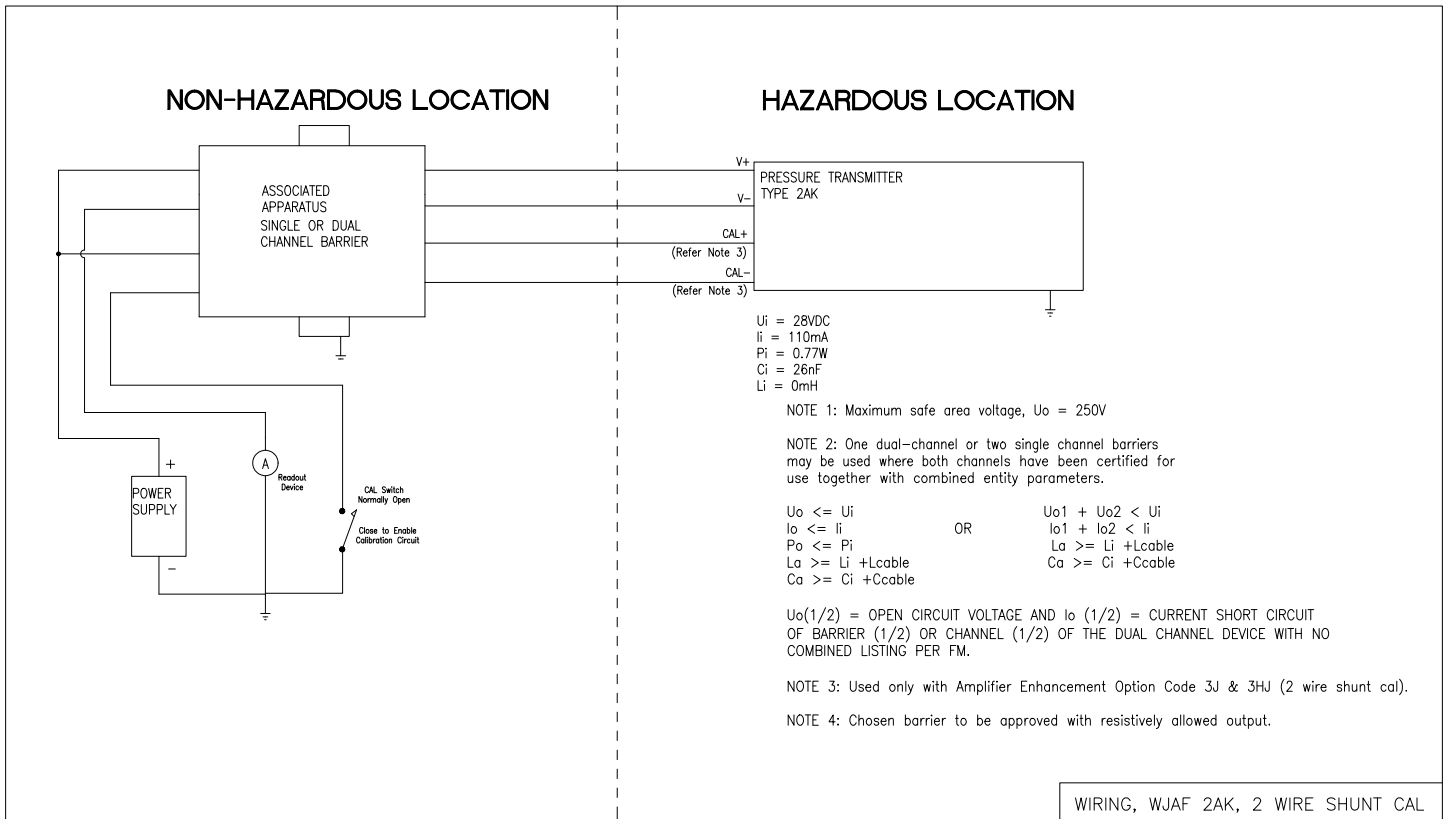 NON-HAZARDOUS LOCATION
HAZARDOUS LOCATION
ASSOCIATED
APPARATUS
SINGLE OR DUAL
CHANNEL BARRIER
V+
V-
CAL+
(Refer Note 3)
CAL-
(Refer Note 3)
PRESSURE TRANSMITTER
TYPE 2AK
Ui = 28VDC
Ii = 110mA
Pi = 0.77W
Ci = 26nF
Li = 0mH
+
POWER
SUPPLY
-
A
Readout
Device
CAL Switch
Normally Open
Close to Enable
Calibration Circuit
NOTE 1: Maximum safe area voltage, Uo = 250V
NOTE 2: One dual-channel or two single channel barriers
may be used where both channels have been certified for
use together with combined entity parameters.
Uo <= Ui Uo1 + Uo2 < Ui
Io <= Ii OR Io1 + Io2 < Ii
Po <= Pi La >= Li +Lcable
La >= Li +Lcable Ca >= Ci +Ccable
Ca >= Ci +Ccable
Uo(1/2) = OPEN CIRCUIT VOLTAGE AND Io (1/2) = CURRENT SHORT CIRCUIT
OF BARRIER (1/2) OR CHANNEL (1/2) OF THE DUAL CHANNEL DEVICE WITH NO
COMBINED LISTING PER FM.
NOTE 3: Used only with Amplifier Enhancement Option Code 3J & 3HJ (2 wire shunt cal).
NOTE 4: Chosen barrier to be approved with resistively allowed output.
WIRING, WJAF 2AK, 2 WIRE SHUNT CAL